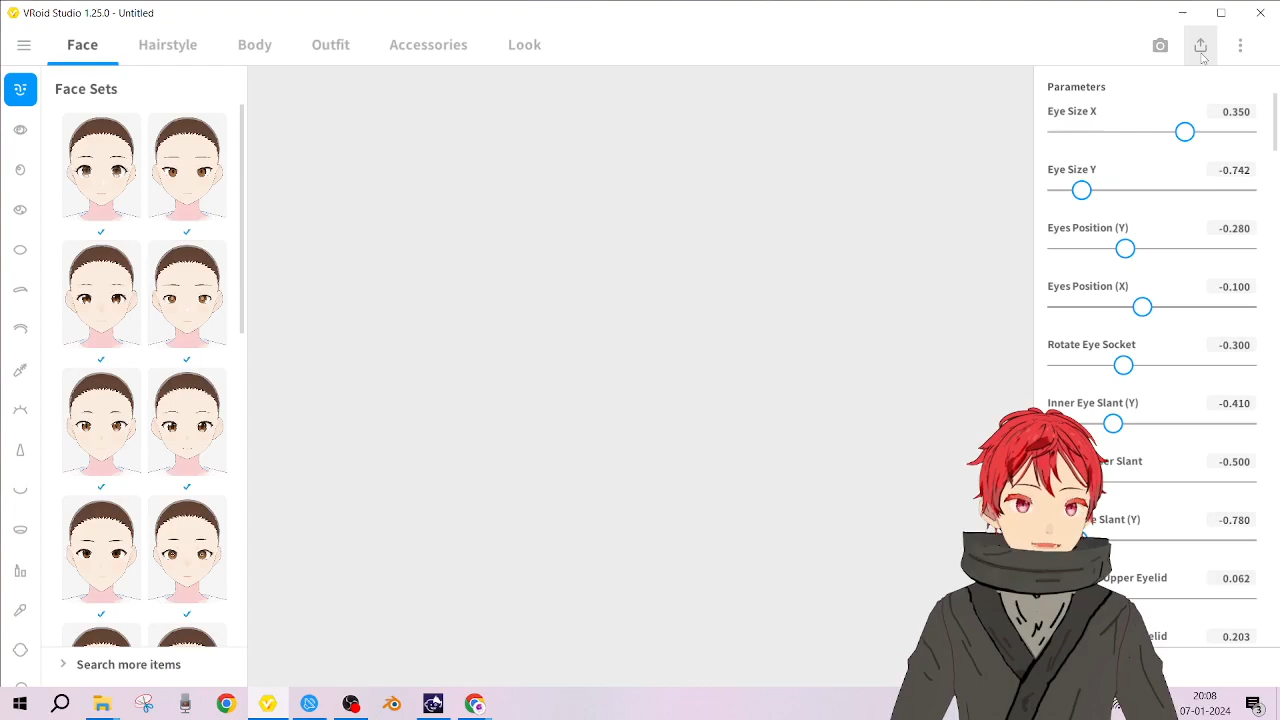 VRoid Studio 1.25.0 - Untitled
Face Hairstyle Body Outfit Accessories Look
Face Sets
Search more items
Parameters
Eye Size X 0.350
Eye Size Y -0.742
Eyes Position (Y) -0.280
Eyes Position (X) -0.100
Rotate Eye Socket -0.300
Inner Eye Slant (Y) -0.410
Slant -0.500
Slant (Y) -0.780
Upper Eyelid 0.062
0.203
20:08
07-01-2024
3